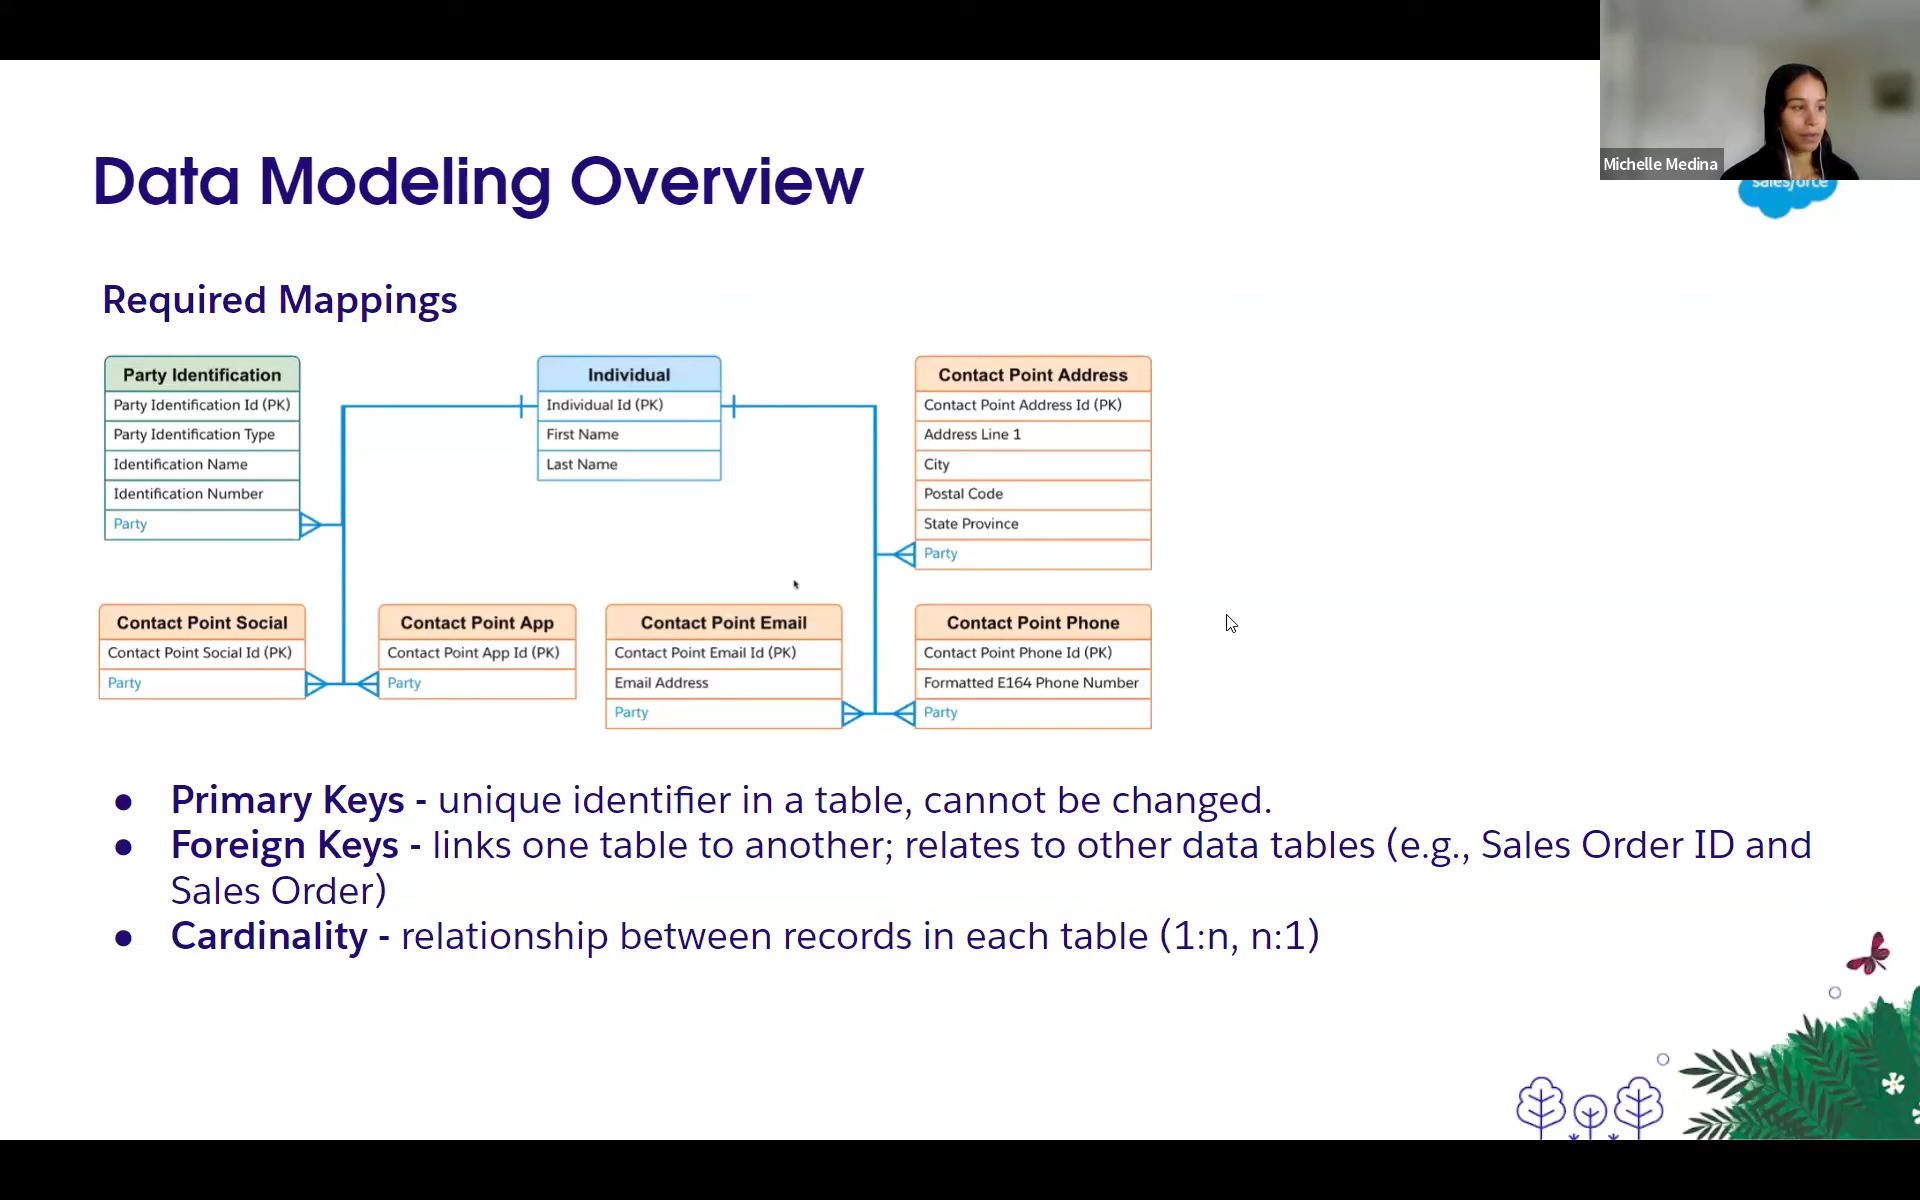 Michelle Medina
salesforce
Data Modeling Overview
Required Mappings
Party Identification
Party Identification Id (PK)
Party Identification Type
Identification Name
Identification Number
Party
Individual
Individual Id (PK)
First Name
Last Name
Contact Point Address
Contact Point Address Id (PK)
Address Line 1
City
Postal Code
State Province
Party
Contact Point Social
Contact Point Social Id (PK)
Party
Contact Point App
Contact Point App Id (PK)
Party
Contact Point Email
Contact Point Email Id (PK)
Email Address
Party
Contact Point Phone
Contact Point Phone Id (PK)
Formatted E164 Phone Number
Party
● Primary Keys - unique identifier in a table, cannot be changed.
● Foreign Keys - links one table to another; relates to other data tables (e.g., Sales Order ID and
Sales Order)
● Cardinality - relationship between records in each table (1:n, n:1)